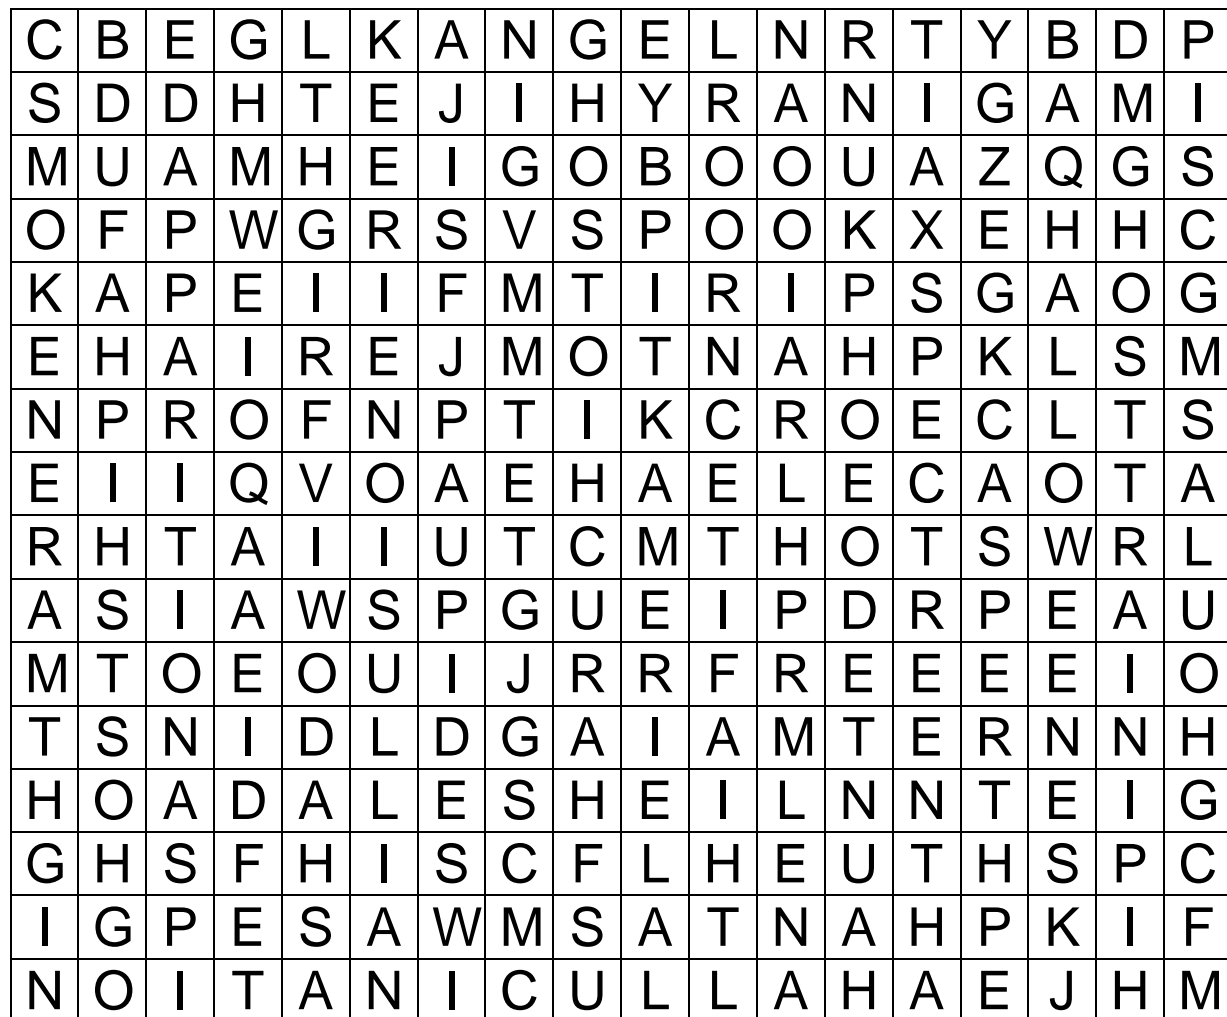 C B E G L K A N G E L N R T Y B D P
S D D H T E J I H Y R A N I G A M I
M U A M H E I G O B O O U A Z Q G S
O F P W G R S V S P O O K X E H H C
K A P E I I F M T I R I P S G A O G
E H A I R E J M O T N A H P K L S M
N P R O F N P T I K C R O E C L T S
E I I Q V O A E H A E L E C A O T A
R H T A I I U T C M T H O T S W R L
A S I A W S P G U E I P D R P E A U
M T O E O U I J R R F R E E E E I O
T S N I D L D G A I A M T E R N N H
H O A D A L E S H E I L N N T E I G
G H S F H I S C F L H E U T H S P C
I G P E S A W M S A T N A H P K I F
N O I T A N I C U L L A H A E J H M